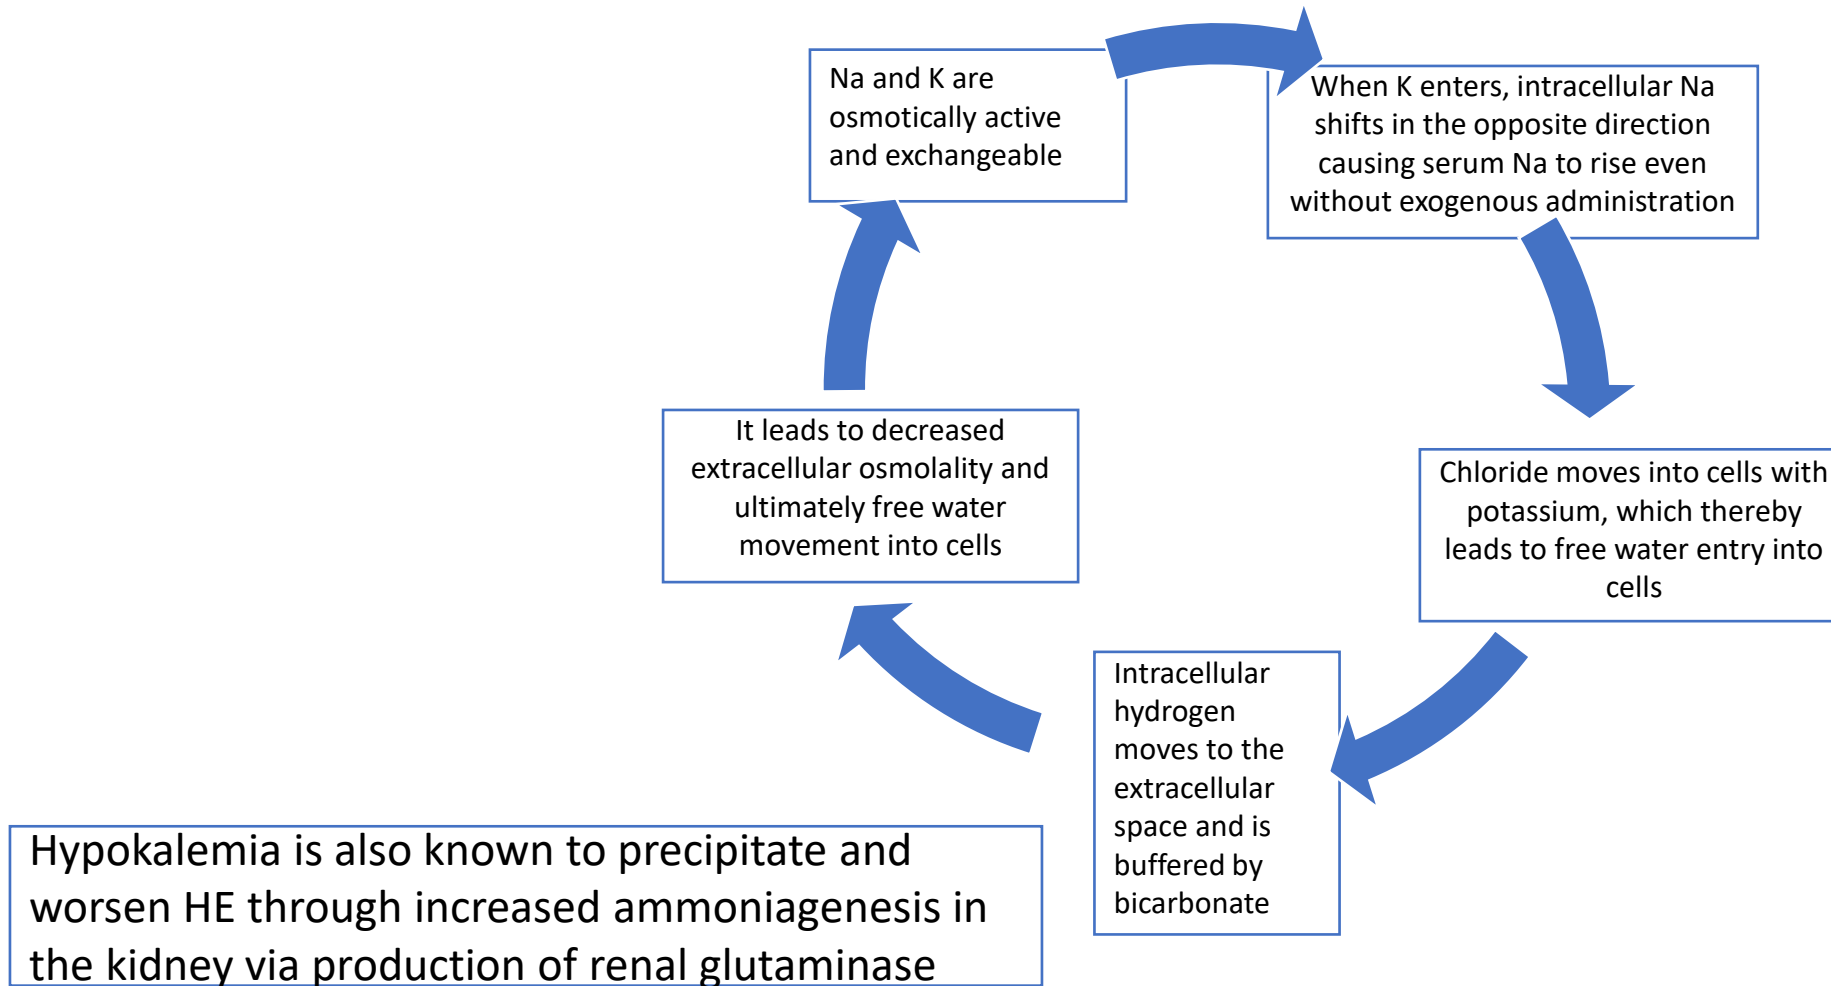 Na and K are
osmotically active
and exchangeable
When K enters, intracellular Na
shifts in the opposite direction
causing serum Na to rise even
without exogenous administration
Chloride moves into cells with
potassium, which thereby
leads to free water entry into
cells
Intracellular
hydrogen
moves to the
extracellular
space and is
buffered by
bicarbonate
It leads to decreased
extracellular osmolality and
ultimately free water
movement into cells
Hypokalemia is also known to precipitate and
worsen HE through increased ammoniagenesis in
the kidney via production of renal glutaminase